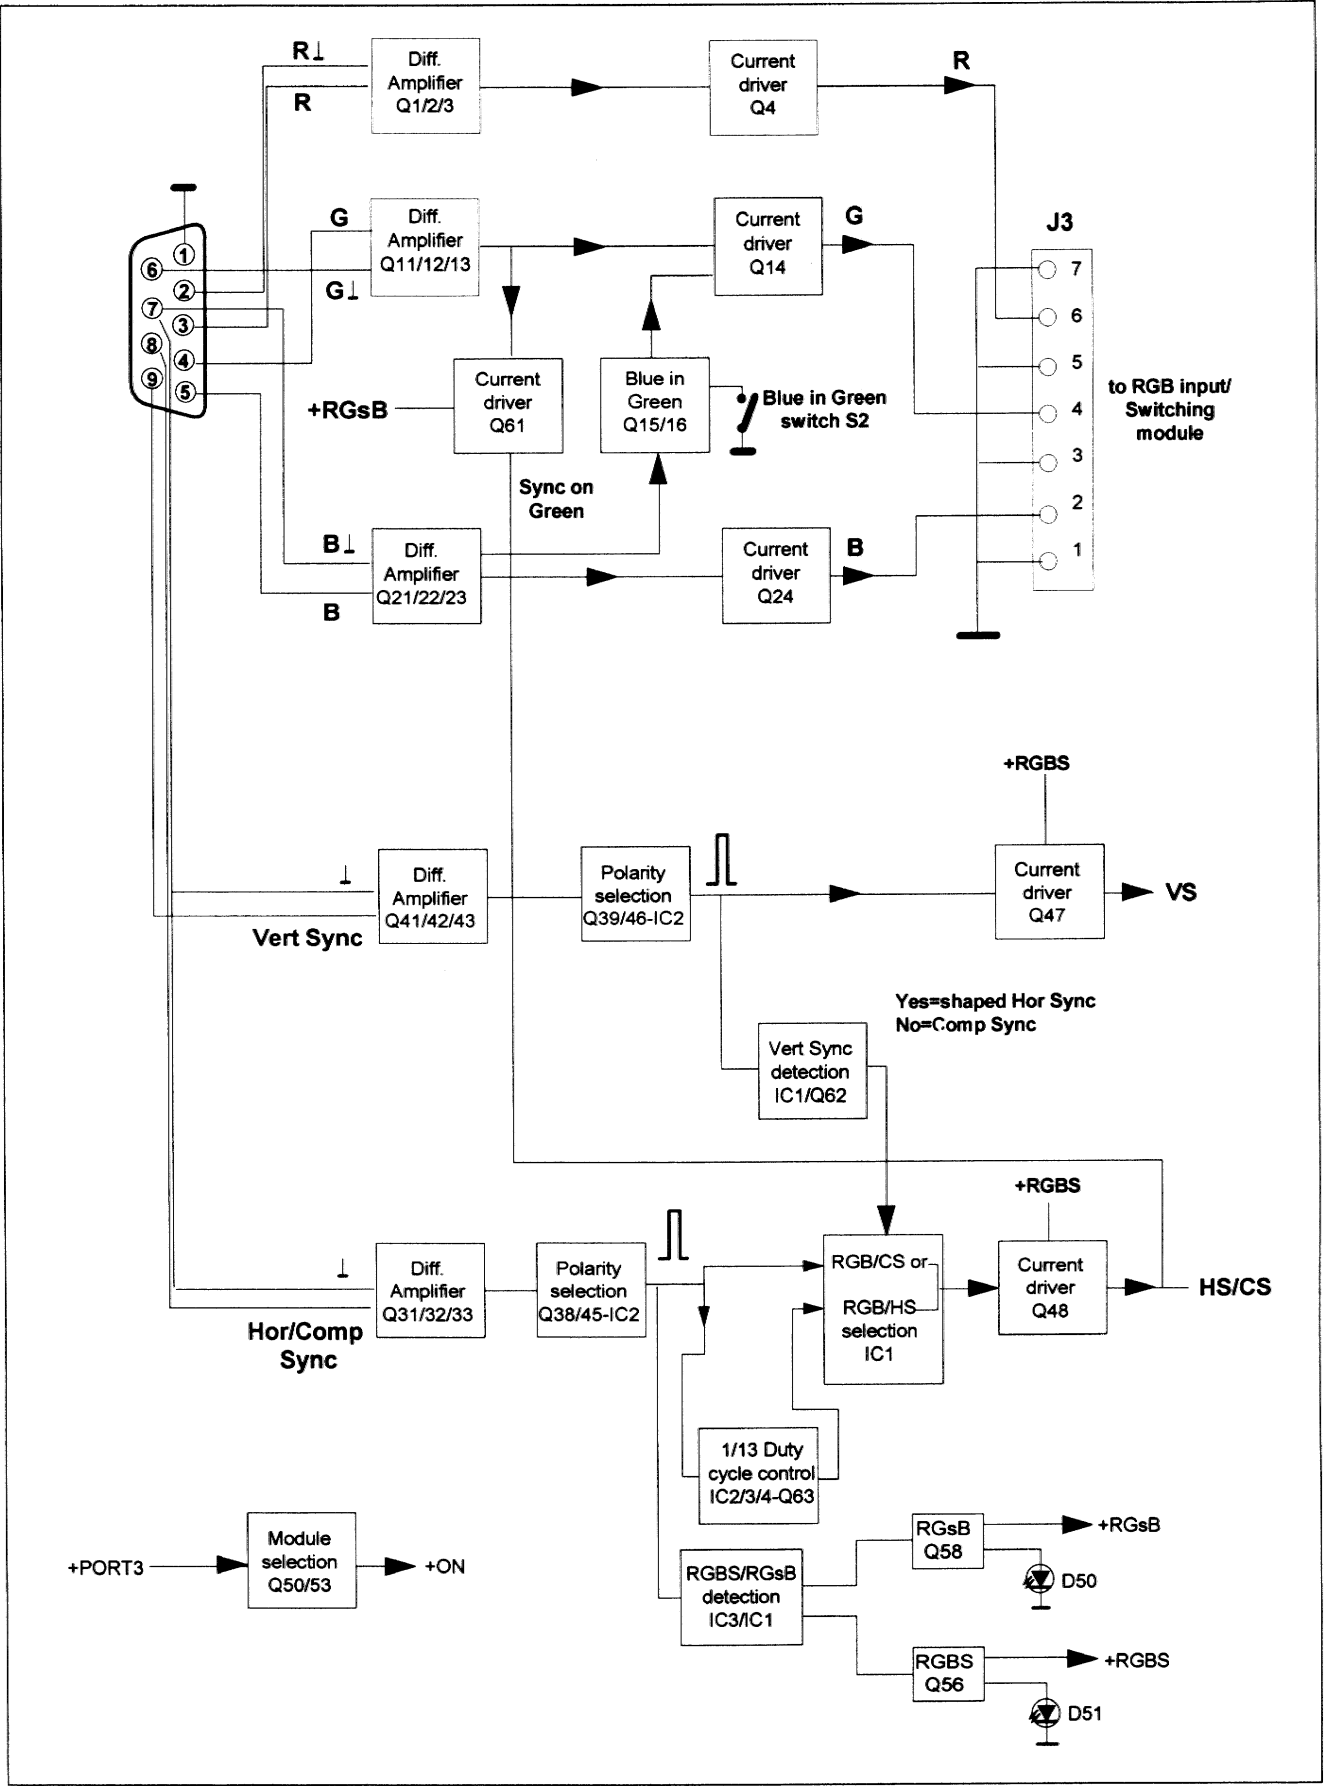 R⊥
R
Diff.
Amplifier
Q1/2/3
Current
driver
Q4
R
G
G⊥
Diff.
Amplifier
Q11/12/13
Current
driver
Q14
G
J3
1
6
2
7
3
8
4
9
5
7
6
5
4
3
2
1
to RGB input/
Switching
module
+RGsB
Current
driver
Q61
Blue in
Green
Q15/16
Blue in Green
switch S2
Sync on
Green
B⊥
B
Diff.
Amplifier
Q21/22/23
Current
driver
Q24
B
+RGBS
⊥
Vert Sync
Diff.
Amplifier
Q41/42/43
Polarity
selection
Q39/46-IC2
Current
driver
Q47
VS
Yes=shaped Hor Sync
No=Comp Sync
Vert Sync
detection
IC1/Q62
+RGBS
⊥
Hor/Comp
Sync
Diff.
Amplifier
Q31/32/33
Polarity
selection
Q38/45-IC2
RGB/CS or
RGB/HS
selection
IC1
Current
driver
Q48
HS/CS
1/13 Duty
cycle control
IC2/3/4-Q63
+PORT3
Module
selection
Q50/53
+ON
RGBS/RGsB
detection
IC3/IC1
RGsB
Q58
+RGsB
D50
RGBS
Q56
+RGBS
D51